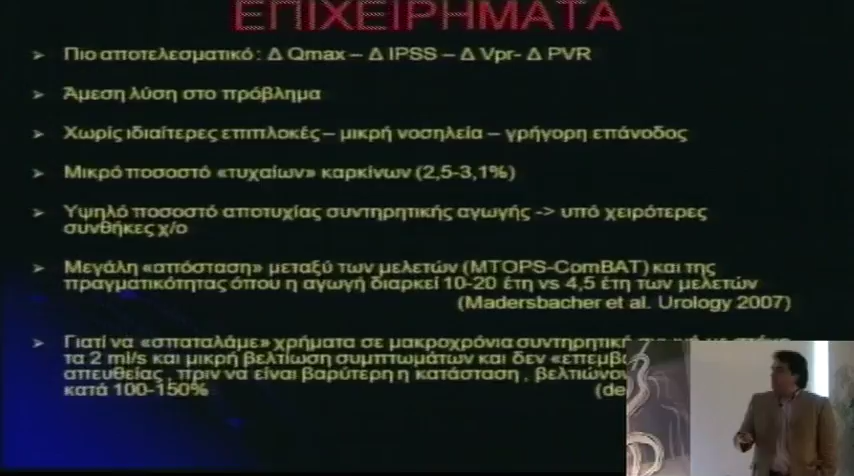 ΕΠΙΧΕΙΡΗΜΑΤΑ
➢ Πιο αποτελεσματικό : Δ Qmax – Δ IPSS – Δ Vpr- Δ PVR
➢ Άμεση λύση στο πρόβλημα
➢ Χωρίς ιδιαίτερες επιπλοκές – μικρή νοσηλεία – γρήγορη επάνοδος
➢ Μικρό ποσοστό «τυχαίων» καρκίνων (2,5-3,1%)
➢ Υψηλό ποσοστό αποτυχίας συντηρητικής αγωγής -> υπό χειρότερες
συνθήκες χ/ο
➢ Μεγάλη «απόσταση» μεταξύ των μελετών (MTOPS-ComBAT) και της
πραγματικότητας όπου η αγωγή διαρκεί 10-20 έτη vs 4,5 έτη των μελετών
(Madersbacher et al. Urology 2007)
➢ Γιατί να «σπαταλάμε» χρήματα σε μακροχρόνια συντηρητική
τα 2 ml/s και μικρή βελτίωση συμπτωμάτων και δεν «επεμβ
απευθείας , πριν να είναι βαρύτερη η κατάσταση , βελτιώνο
κατά 100-150% (de